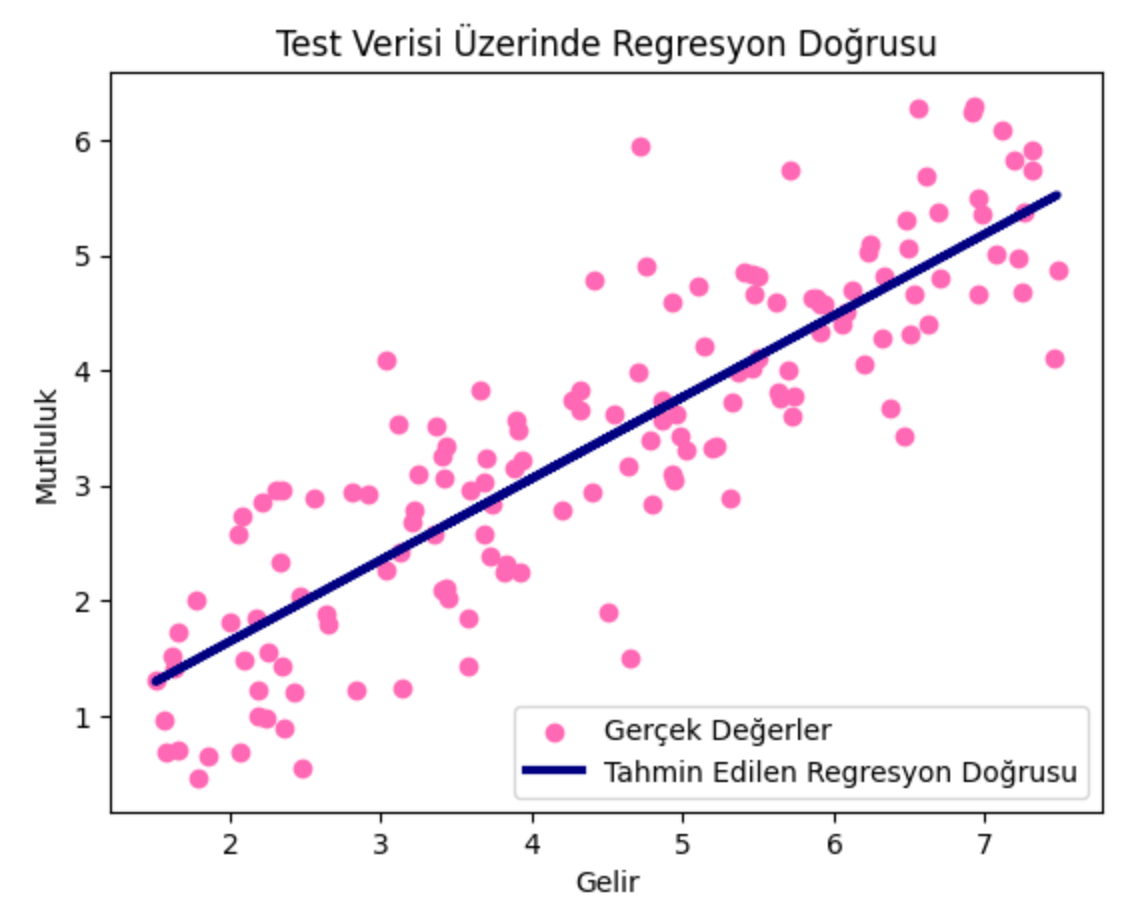 Test Verisi Üzerinde Regresyon Doğrusu
6
5
4
3
2
1
Mutluluk
Gerçek Değerler
Tahmin Edilen Regresyon Doğrusu
2 3 4 5 6 7
Gelir